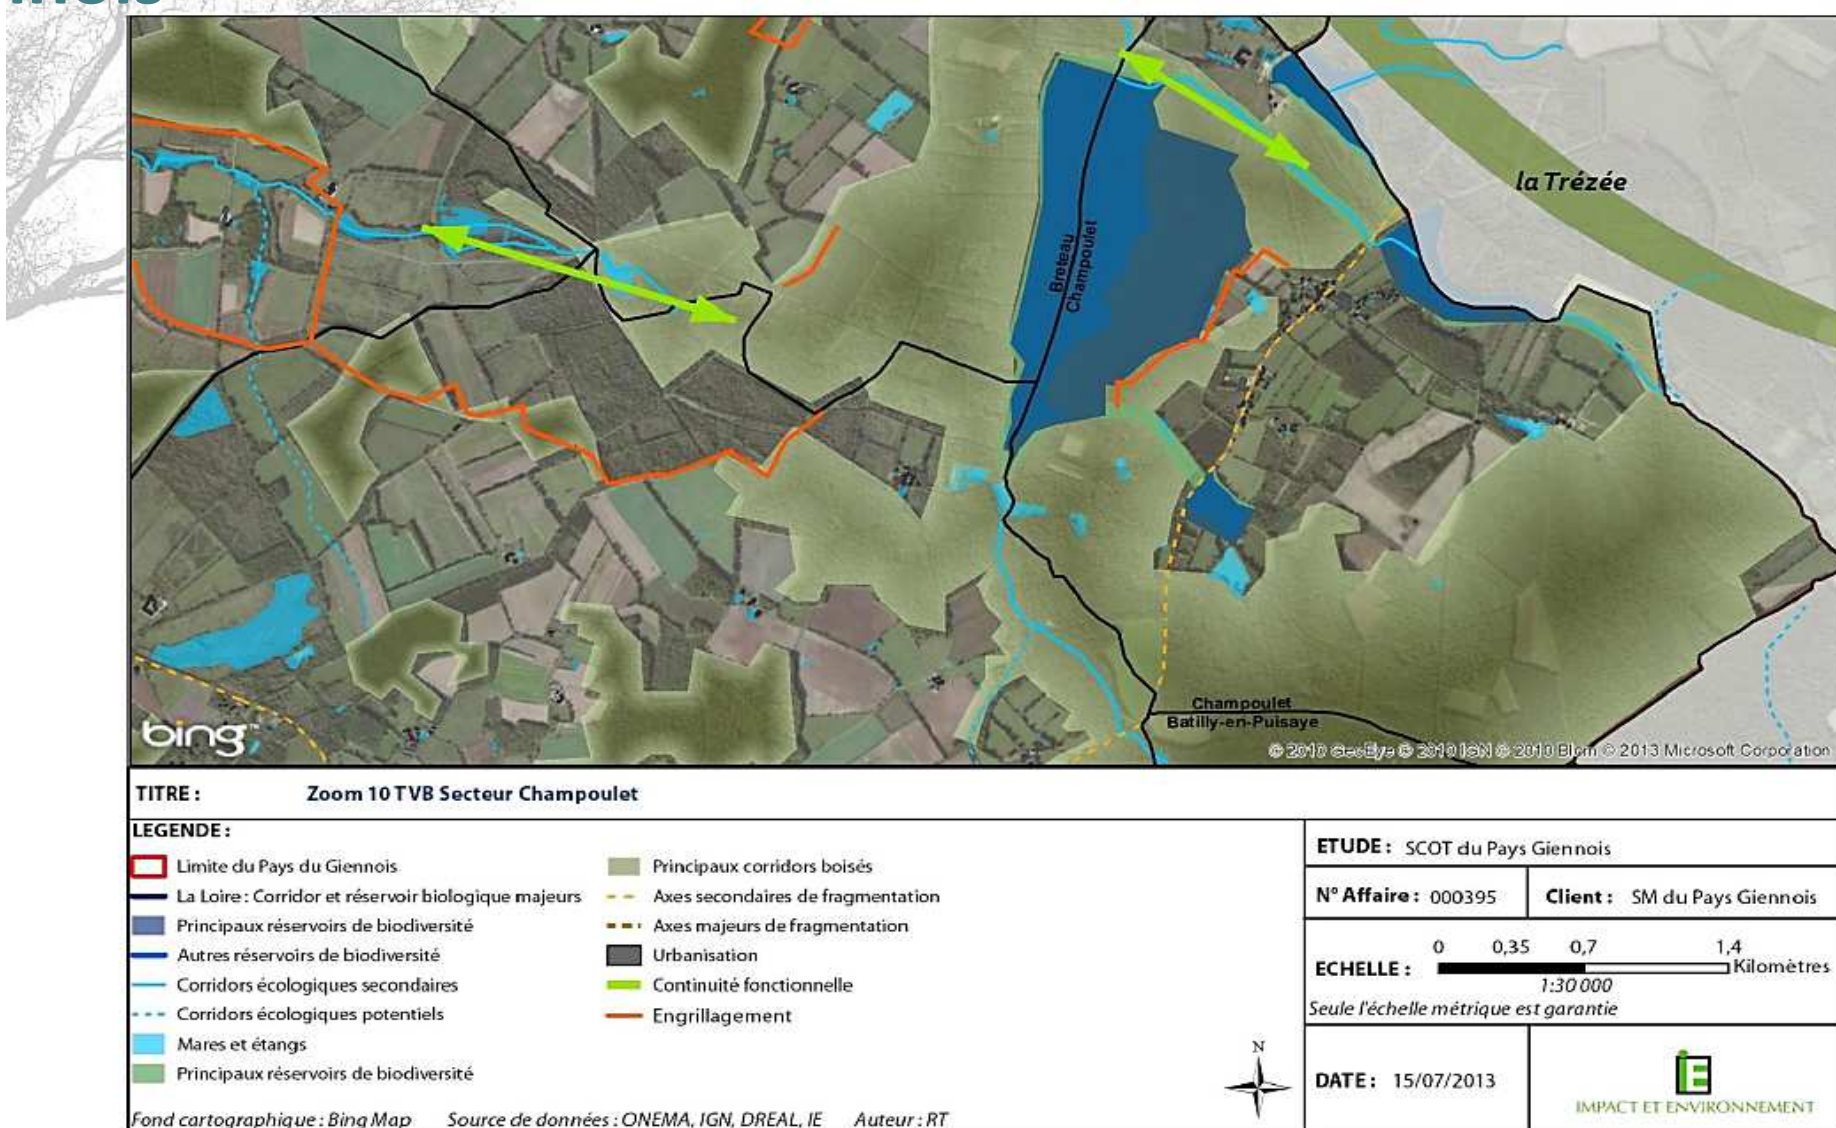 la Trézée
Breteau
Champoulet
Champoulet
Batilly-en-Puisaye
bing
© 2010 GeoEye © 2010 IGN © 2010 Blom © 2013 Microsoft Corporation
TITRE : Zoom 10 TVB Secteur Champoulet
LEGENDE :
Limite du Pays du Giennois
La Loire : Corridor et réservoir biologique majeurs
Principaux réservoirs de biodiversité
Autres réservoirs de biodiversité
Corridors écologiques secondaires
Corridors écologiques potentiels
Mares et étangs
Principaux réservoirs de biodiversité
Principaux corridors boisés
Axes secondaires de fragmentation
Axes majeurs de fragmentation
Urbanisation
Continuité fonctionnelle
Engrillagement
Fond cartographique : Bing Map Source de données : ONEMA, IGN, DREAL, IE Auteur : RT
N
ETUDE : SCOT du Pays Giennois
N° Affaire : 000395 Client : SM du Pays Giennois
ECHELLE : 0 0,35 0,7 1,4 Kilomètres
1:30 000
Seule l'échelle métrique est garantie
DATE : 15/07/2013
IE
IMPACT ET ENVIRONNEMENT